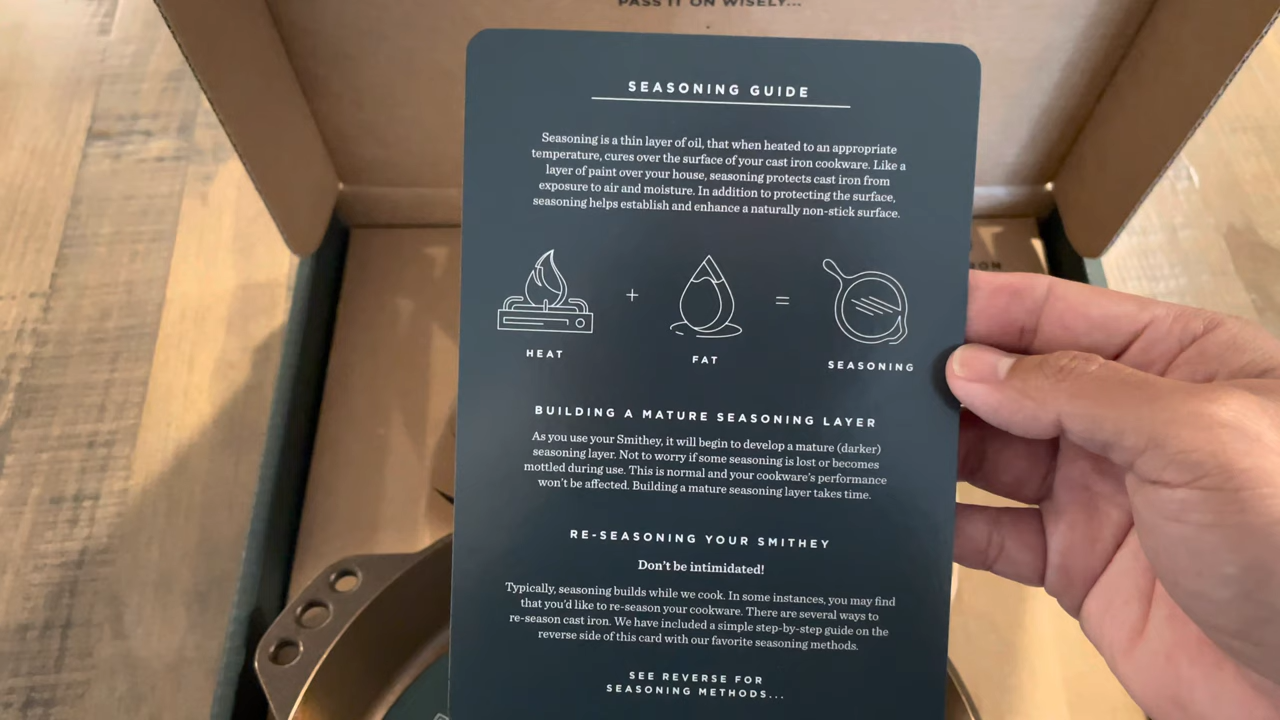 PASS IT ON WISELY...
SEASONING GUIDE
Seasoning is a thin layer of oil, that when heated to an appropriate
temperature, cures over the surface of your cast iron cookware. Like a
layer of paint over your house, seasoning protects cast iron from
exposure to air and moisture. In addition to protecting the surface,
seasoning helps establish and enhance a naturally non-stick surface.
+
=
HEAT
FAT
SEASONING
BUILDING A MATURE SEASONING LAYER
As you use your Smithey, it will begin to develop a mature (darker)
seasoning layer. Not to worry if some seasoning is lost or becomes
mottled during use. This is normal and your cookware's performance
won't be affected. Building a mature seasoning layer takes time.
RE-SEASONING YOUR SMITHEY
Don't be intimidated!
Typically, seasoning builds while we cook. In some instances, you may find
that you'd like to re-season your cookware. There are several ways to
re-season cast iron. We have included a simple step-by-step guide on the
reverse side of this card with our favorite seasoning methods.
SEE REVERSE FOR
SEASONING METHODS...